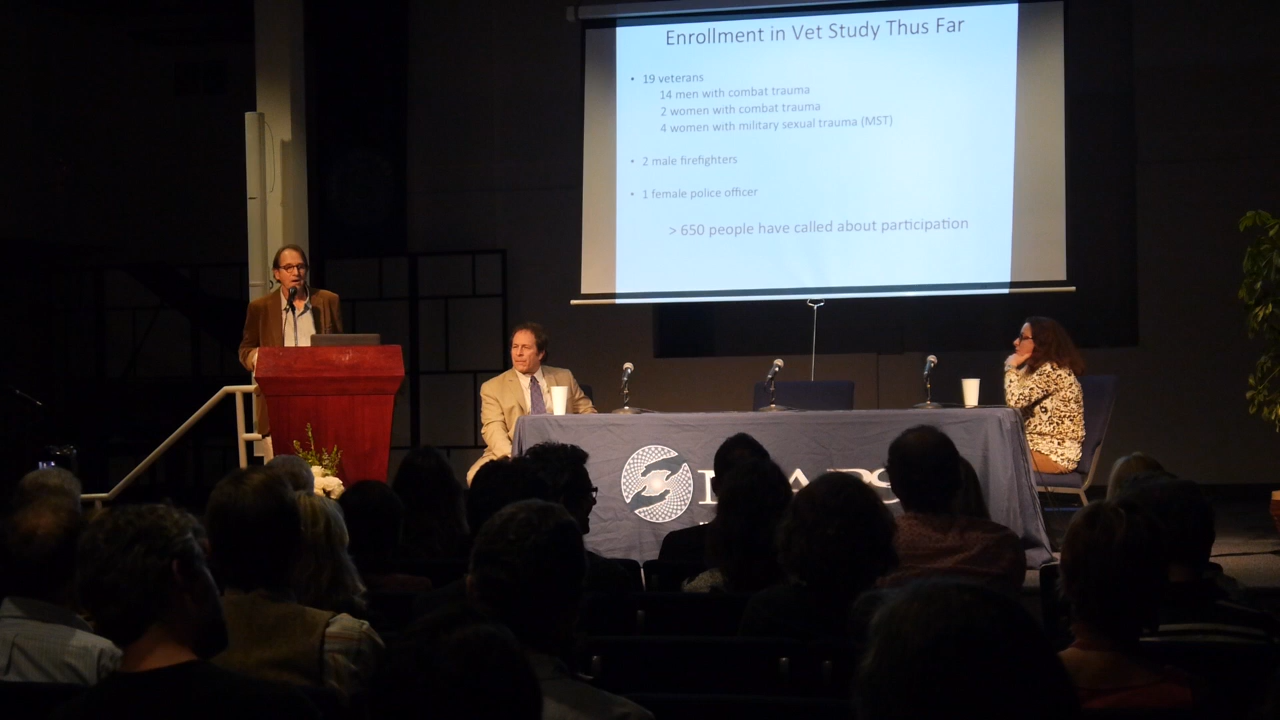 Enrollment in Vet Study Thus Far
• 19 veterans
14 men with combat trauma
2 women with combat trauma
4 women with military sexual trauma (MST)
• 2 male firefighters
• 1 female police officer
> 650 people have called about participation